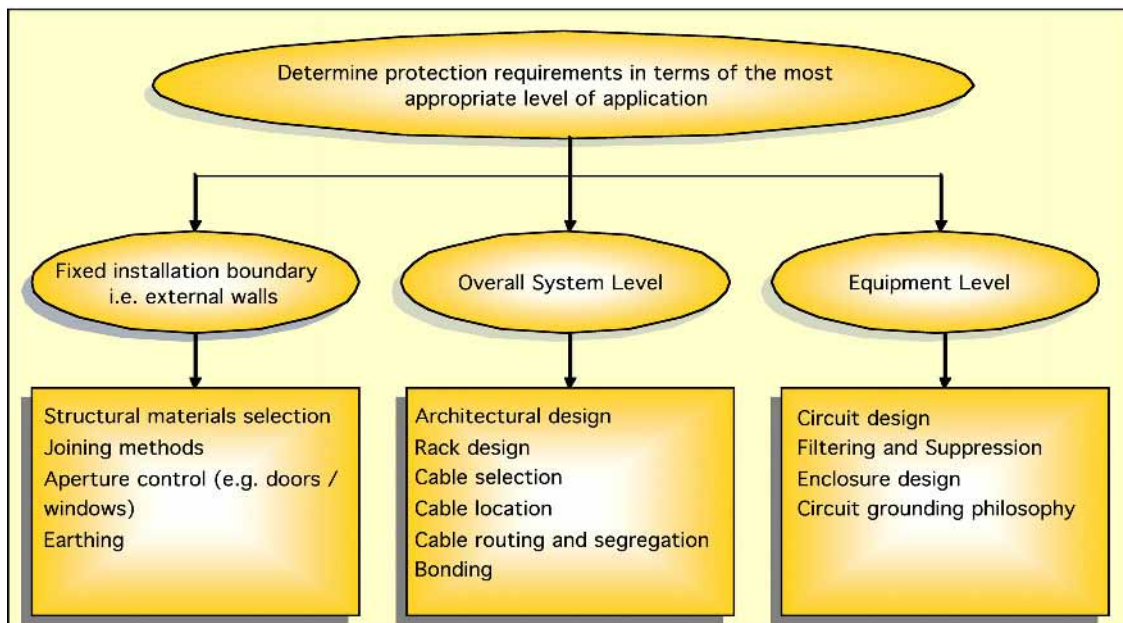 Determine protection requirements in terms of the most
appropriate level of application
Fixed installation boundary
i.e. external walls
Overall System Level
Equipment Level
Structural materials selection
Joining methods
Aperture control (e.g. doors /
windows)
Earthing
Architectural design
Rack design
Cable selection
Cable location
Cable routing and segregation
Bonding
Circuit design
Filtering and Suppression
Enclosure design
Circuit grounding philosophy